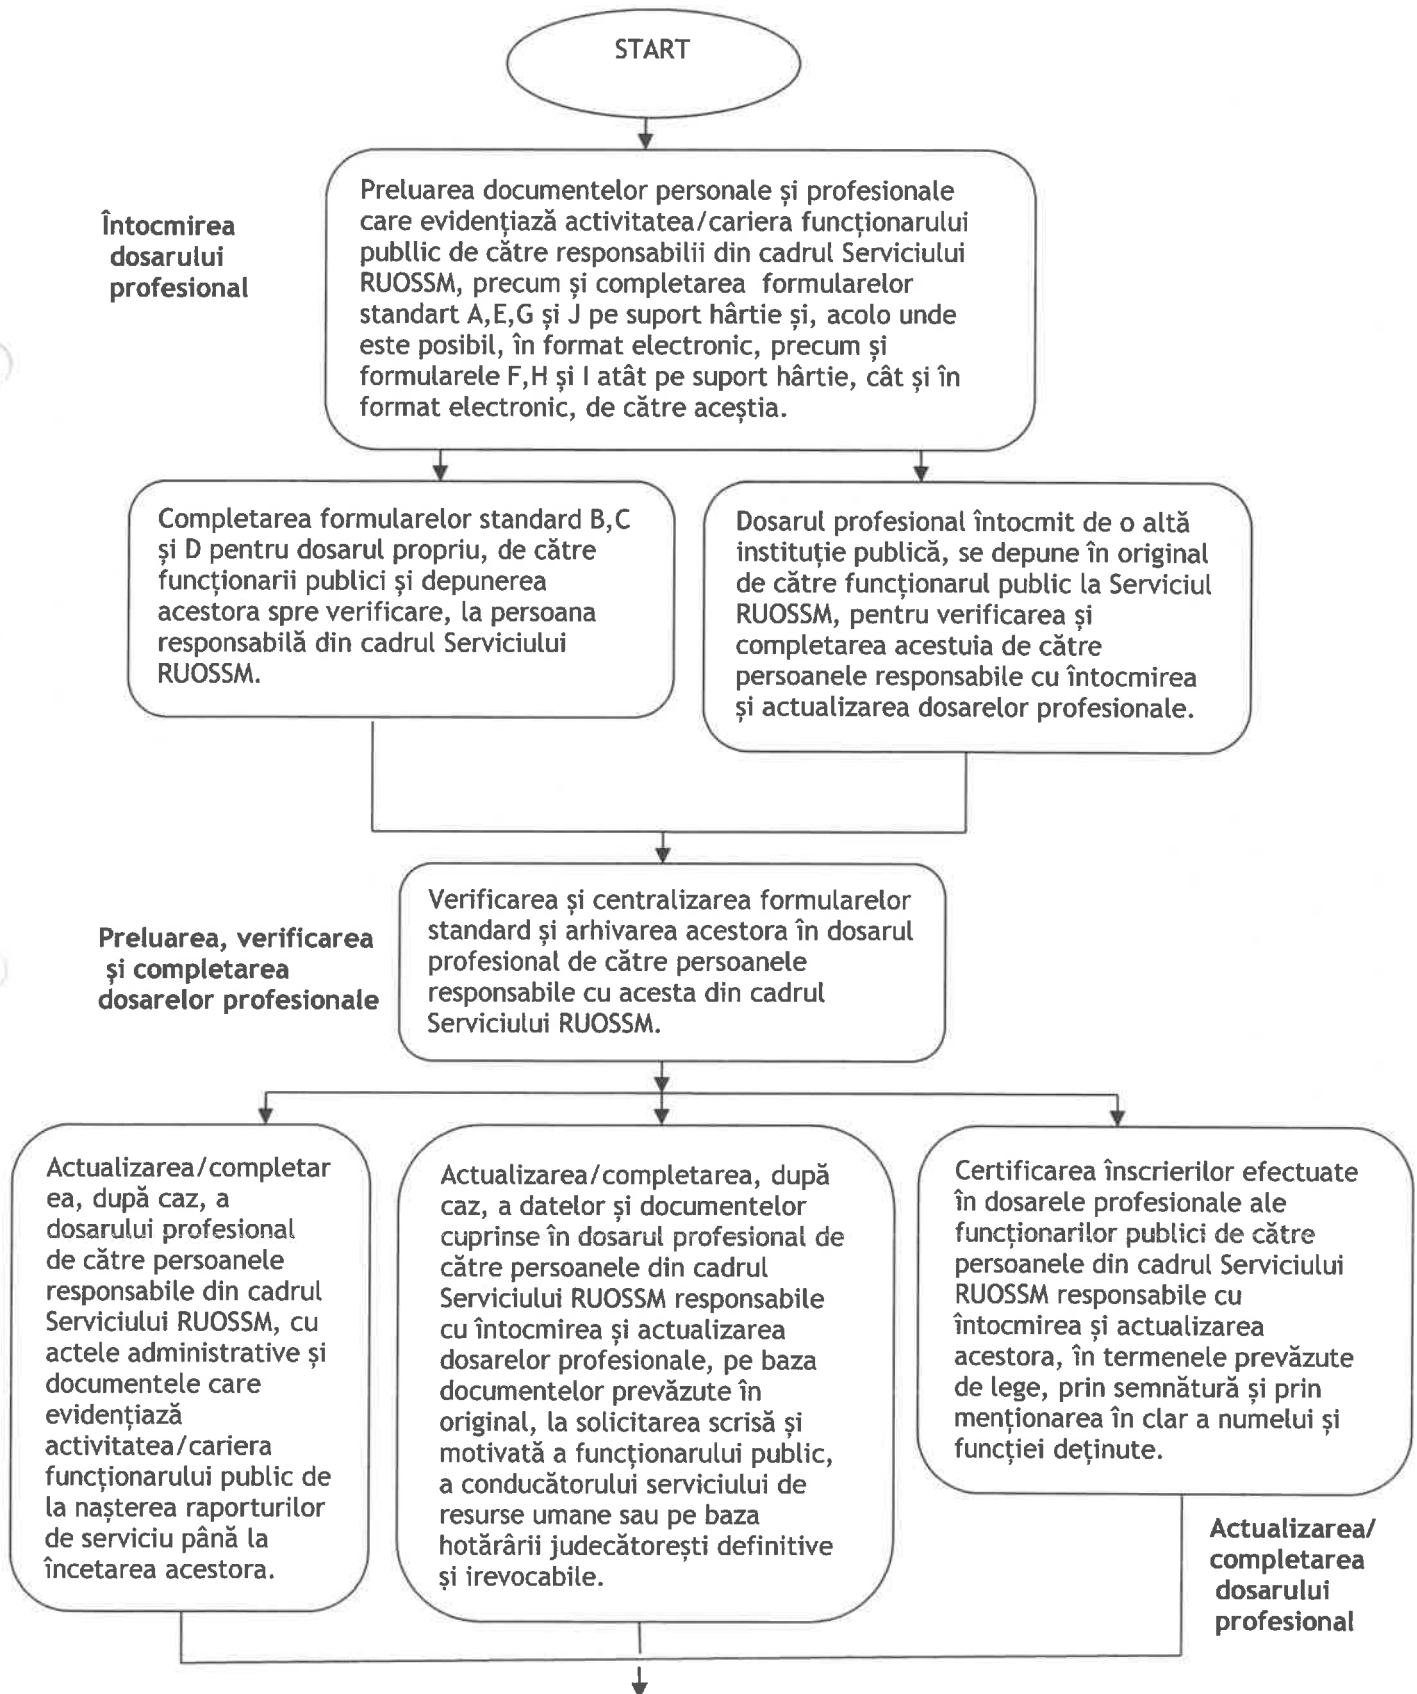 START
Întocmirea
dosarului
profesional
Preluarea documentelor personale și profesionale
care evidențiază activitatea/cariera funcționarului
publlic de către responsabilii din cadrul Serviciului
RUOSSM, precum și completarea formularelor
standart A,E,G și J pe suport hârtie și, acolo unde
este posibil, în format electronic, precum și
formularele F,H și I atât pe suport hârtie, cât și în
format electronic, de către aceștia.
Completarea formularelor standard B,C
și D pentru dosarul propriu, de către
funcționarii publici și depunerea
acestora spre verificare, la persoana
responsabilă din cadrul Serviciului
RUOSSM.
Dosarul profesional întocmit de o altă
instituție publică, se depune în original
de către funcționarul public la Serviciul
RUOSSM, pentru verificarea și
completarea acestuia de către
persoanele responsabile cu întocmirea
și actualizarea dosarelor profesionale.
Preluarea, verificarea
și completarea
dosarelor profesionale
Verificarea și centralizarea formularelor
standard și arhivarea acestora în dosarul
profesional de către persoanele
responsabile cu acesta din cadrul
Serviciului RUOSSM.
Actualizarea/completar
ea, după caz, a
dosarului profesional
de către persoanele
responsabile din cadrul
Serviciului RUOSSM, cu
actele administrative și
documentele care
evidențiază
activitatea/cariera
funcționarului public de
la nașterea raporturilor
de serviciu până la
încetarea acestora.
Actualizarea/completarea, după
caz, a datelor și documentelor
cuprinse în dosarul profesional de
către persoanele din cadrul
Serviciului RUOSSM responsabile
cu întocmirea și actualizarea
dosarelor profesionale, pe baza
documentelor prevăzute în
original, la solicitarea scrisă și
motivată a funcționarului public,
a conducătorului serviciului de
resurse umane sau pe baza
hotărârii judecătorești definitive
și irevocabile.
Certificarea înscrierilor efectuate
în dosarele profesionale ale
funcționarilor publici de către
persoanele din cadrul Serviciului
RUOSSM responsabile cu
întocmirea și actualizarea
acestora, în termenele prevăzute
de lege, prin semnătură și prin
menționarea în clar a numelui și
funcției deținute.
Actualizarea/
completarea
dosarului
profesional